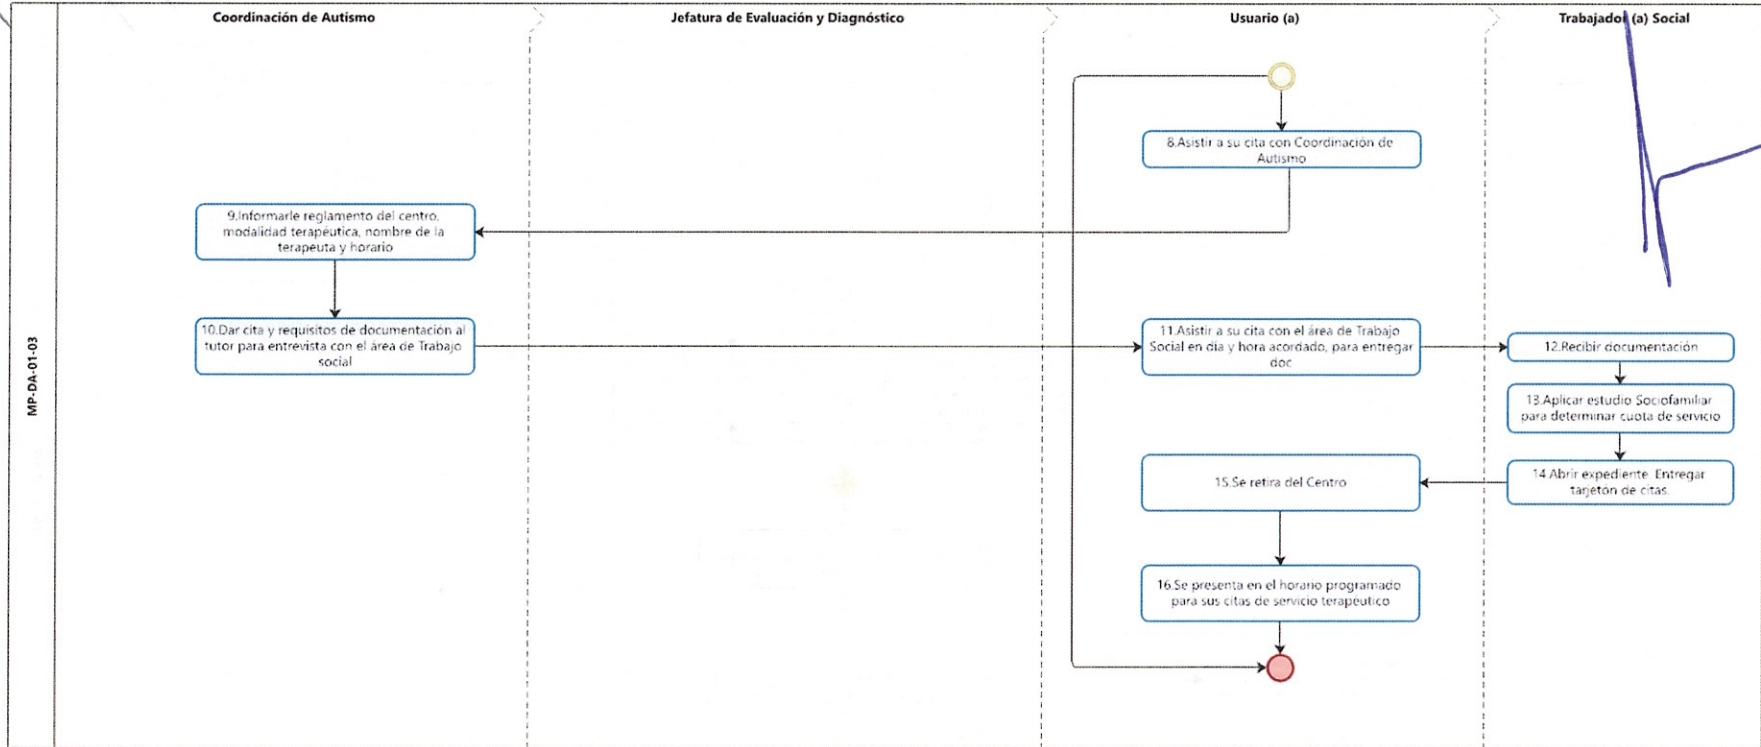 Coordinación de Autismo
Jefatura de Evaluación y Diagnóstico
Usuario (a)
Trabajador (a) Social
MP-DA-01-03
8.Asistir a su cita con Coordinación de
Autismo
9.Informarle reglamento del centro,
modalidad terapéutica, nombre de la
terapeuta y horario
10.Dar cita y requisitos de documentación al
tutor para entrevista con el área de Trabajo
social
11.Asistir a su cita con el área de Trabajo
Social en dia y hora acordado, para entregar
doc
12.Recibir documentación
13.Aplicar estudio Sociofamiliar
para determinar cuota de servicio
14.Abrir expediente. Entregar
tarjetón de citas.
15.Se retira del Centro
16.Se presenta en el horario programado
para sus citas de servicio terapéutico